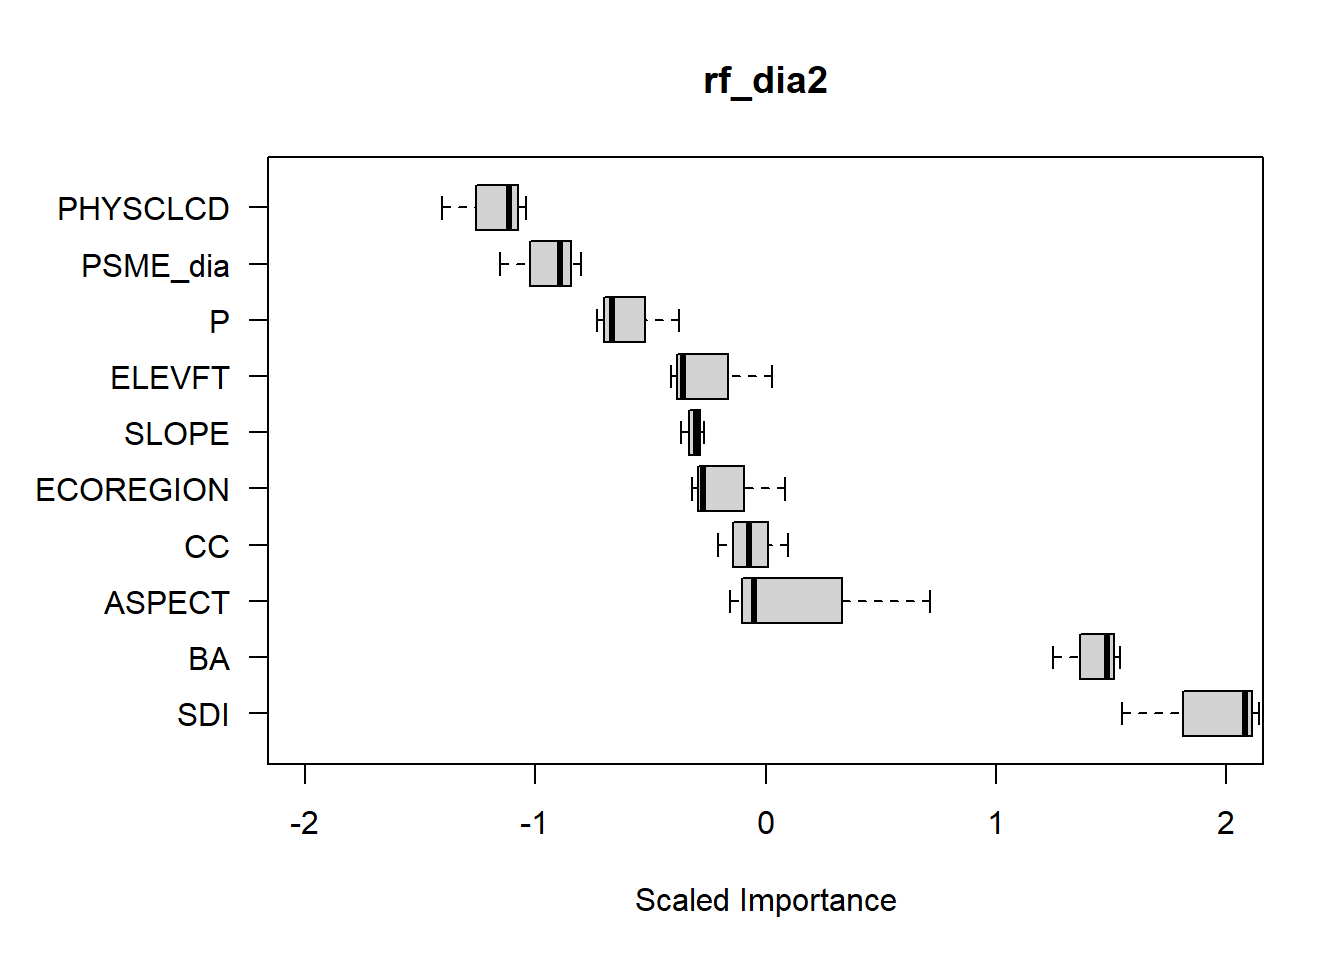 rf_dia2
PHYSCLCD
PSME_dia
P
ELEVFT
SLOPE
ECOREGION
CC
ASPECT
BA
SDI
-2 -1 0 1 2
Scaled Importance